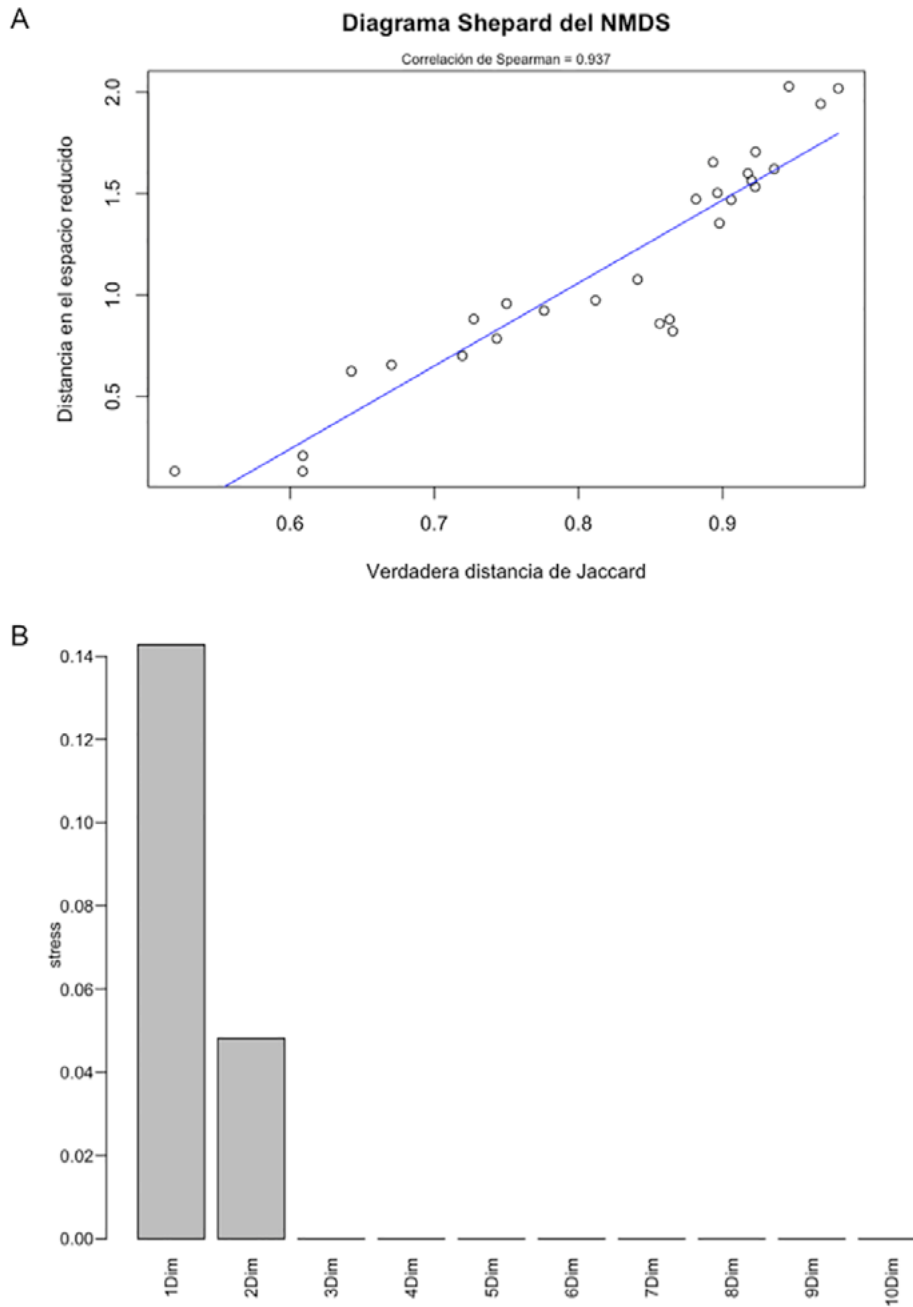 A
Diagrama Shepard del NMDS
Correlación de Spearman = 0.937
Distancia en el espacio reducido
2.0
1.5
1.0
0.5
0.6 0.7 0.8 0.9
Verdadera distancia de Jaccard
B
stress
0.14
0.12
0.10
0.08
0.06
0.04
0.02
0.00
1Dim 2Dim 3Dim 4Dim 5Dim 6Dim 7Dim 8Dim 9Dim 10Dim